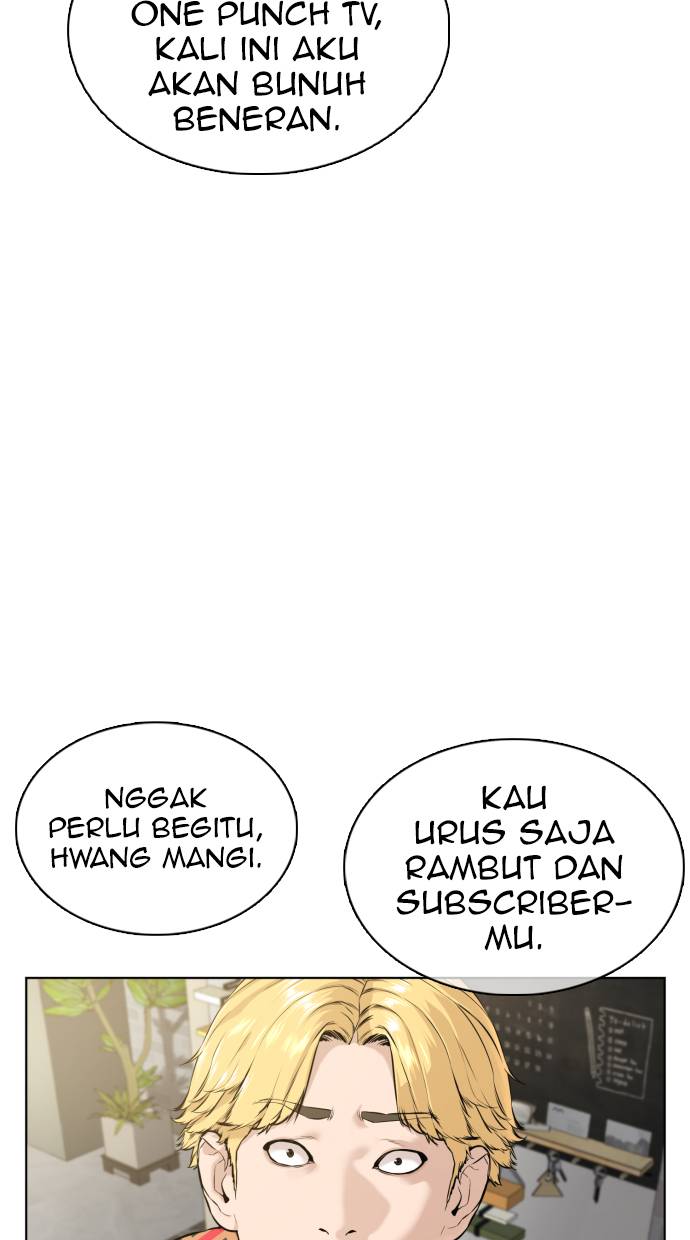 ONE PUNCH TV,
KALI INI AKU
AKAN BUNUH
BENERAN.
NGGAK
PERLU BEGITU,
HWANG MANGI.
KAU
URUS SAJA
RAMBUT DAN
SUBSCRIBER-
MU.